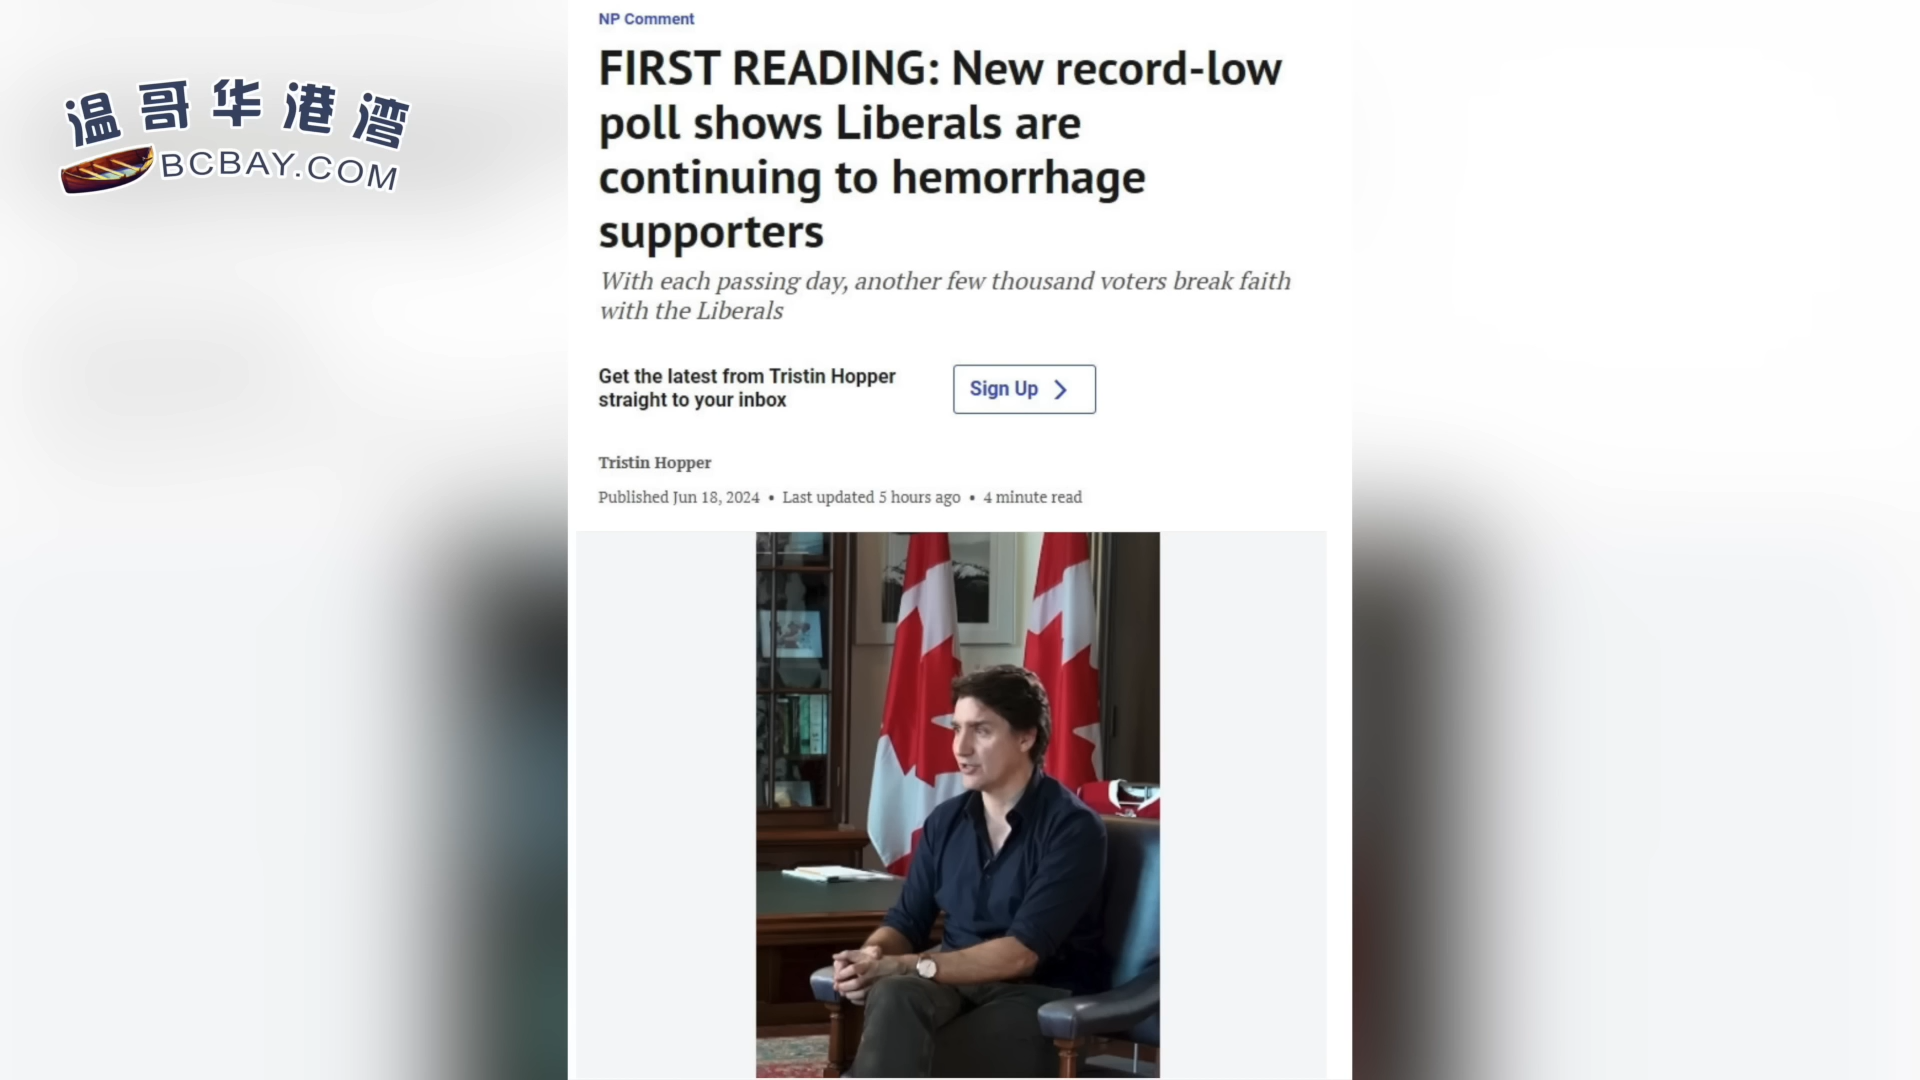 温哥华港湾
BCBAY.COM
NP Comment
FIRST READING: New record-low
poll shows Liberals are
continuing to hemorrhage
supporters
With each passing day, another few thousand voters break faith
with the Liberals
Get the latest from Tristin Hopper
straight to your inbox
Sign Up
Tristin Hopper
Published Jun 18, 2024 • Last updated 5 hours ago • 4 minute read